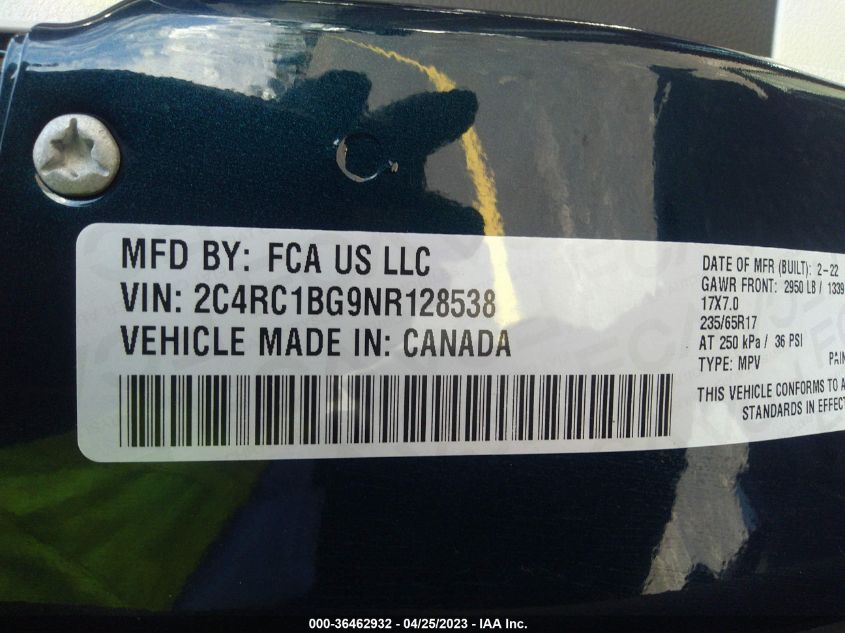 MFD BY: FCA US LLC
VIN: 2C4RC1BG9NR128538
VEHICLE MADE IN: CANADA
DATE OF MFR (BUILT): 2-22
GAWR FRONT: 2950 LB / 1339
17X7.0
235/65R17
AT 250 kPa / 36 PSI
TYPE: MPV PAIN
THIS VEHICLE CONFORMS TO A
STANDARDS IN EFFECT
000-36462932 - 04/25/2023 - IAA Inc.